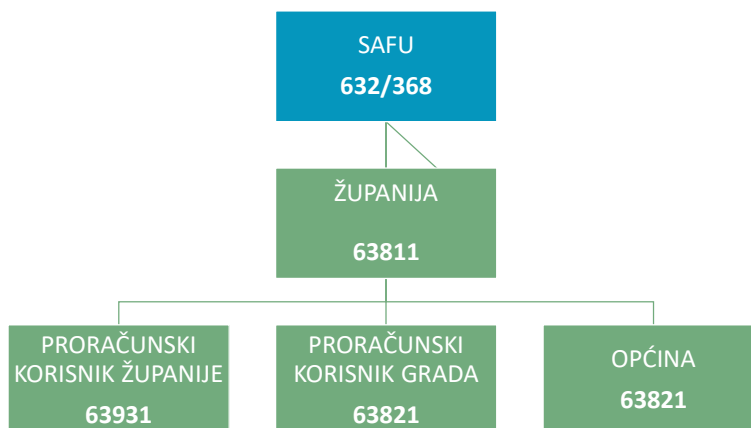 SAFU
632/368
ŽUPANIJA
63811
PRORAČUNSKI
KORISNIK ŽUPANIJE
63931
PRORAČUNSKI
KORISNIK GRADA
63821
OPĆINA
63821